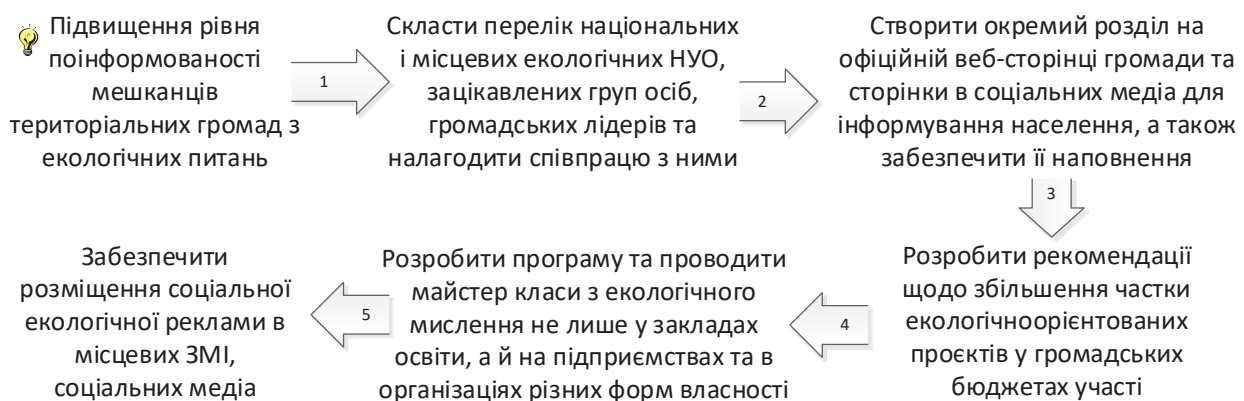 Підвищення рівня
поінформованості
мешканців
територіальних громад з
екологічних питань
1
Скласти перелік національних
і місцевих екологічних НУО,
зацікавлених груп осіб,
громадських лідерів та
налагодити співпрацю з ними
2
Створити окремий розділ на
офіційній веб-сторінці громади та
сторінки в соціальних медіа для
інформування населення, а також
забезпечити її наповнення
3
Розробити рекомендації
щодо збільшення частки
екологічноорієнтованих
проєктів у громадських
бюджетах участі
4
Розробити програму та проводити
майстер класи з екологічного
мислення не лише у закладах
освіти, а й на підприємствах та в
організаціях різних форм власності
5
Забезпечити
розміщення соціальної
екологічної реклами в
місцевих ЗМІ,
соціальних медіа